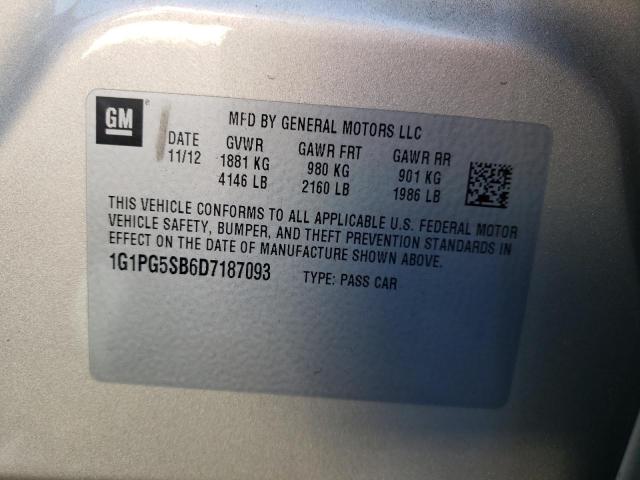 GM®
MFD BY GENERAL MOTORS LLC
DATE GVWR GAWR FRT GAWR RR
11/12 1881 KG 980 KG 901 KG
4146 LB 2160 LB 1986 LB
THIS VEHICLE CONFORMS TO ALL APPLICABLE U.S. FEDERAL MOTOR
VEHICLE SAFETY, BUMPER, AND THEFT PREVENTION STANDARDS IN
EFFECT ON THE DATE OF MANUFACTURE SHOWN ABOVE.
1G1PG5SB6D7187093 TYPE: PASS CAR